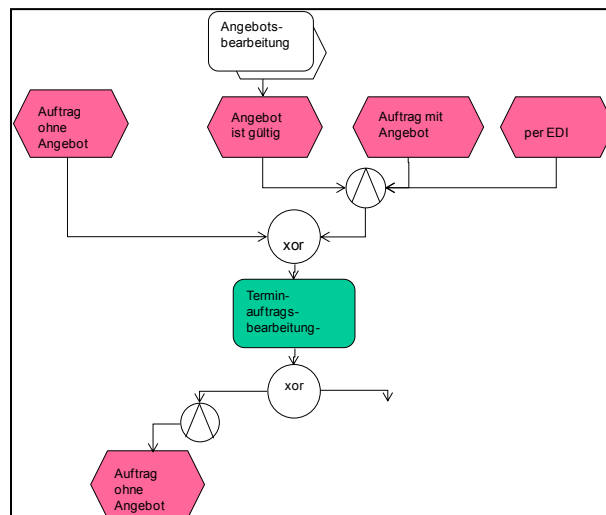 Angebots-
bearbeitung
Auftrag
ohne
Angebot
Angebot
ist gültig
Auftrag mit
Angebot
per EDI
xor
Termin-
auftrags-
bearbeitung-
xor
Auftrag
ohne
Angebot